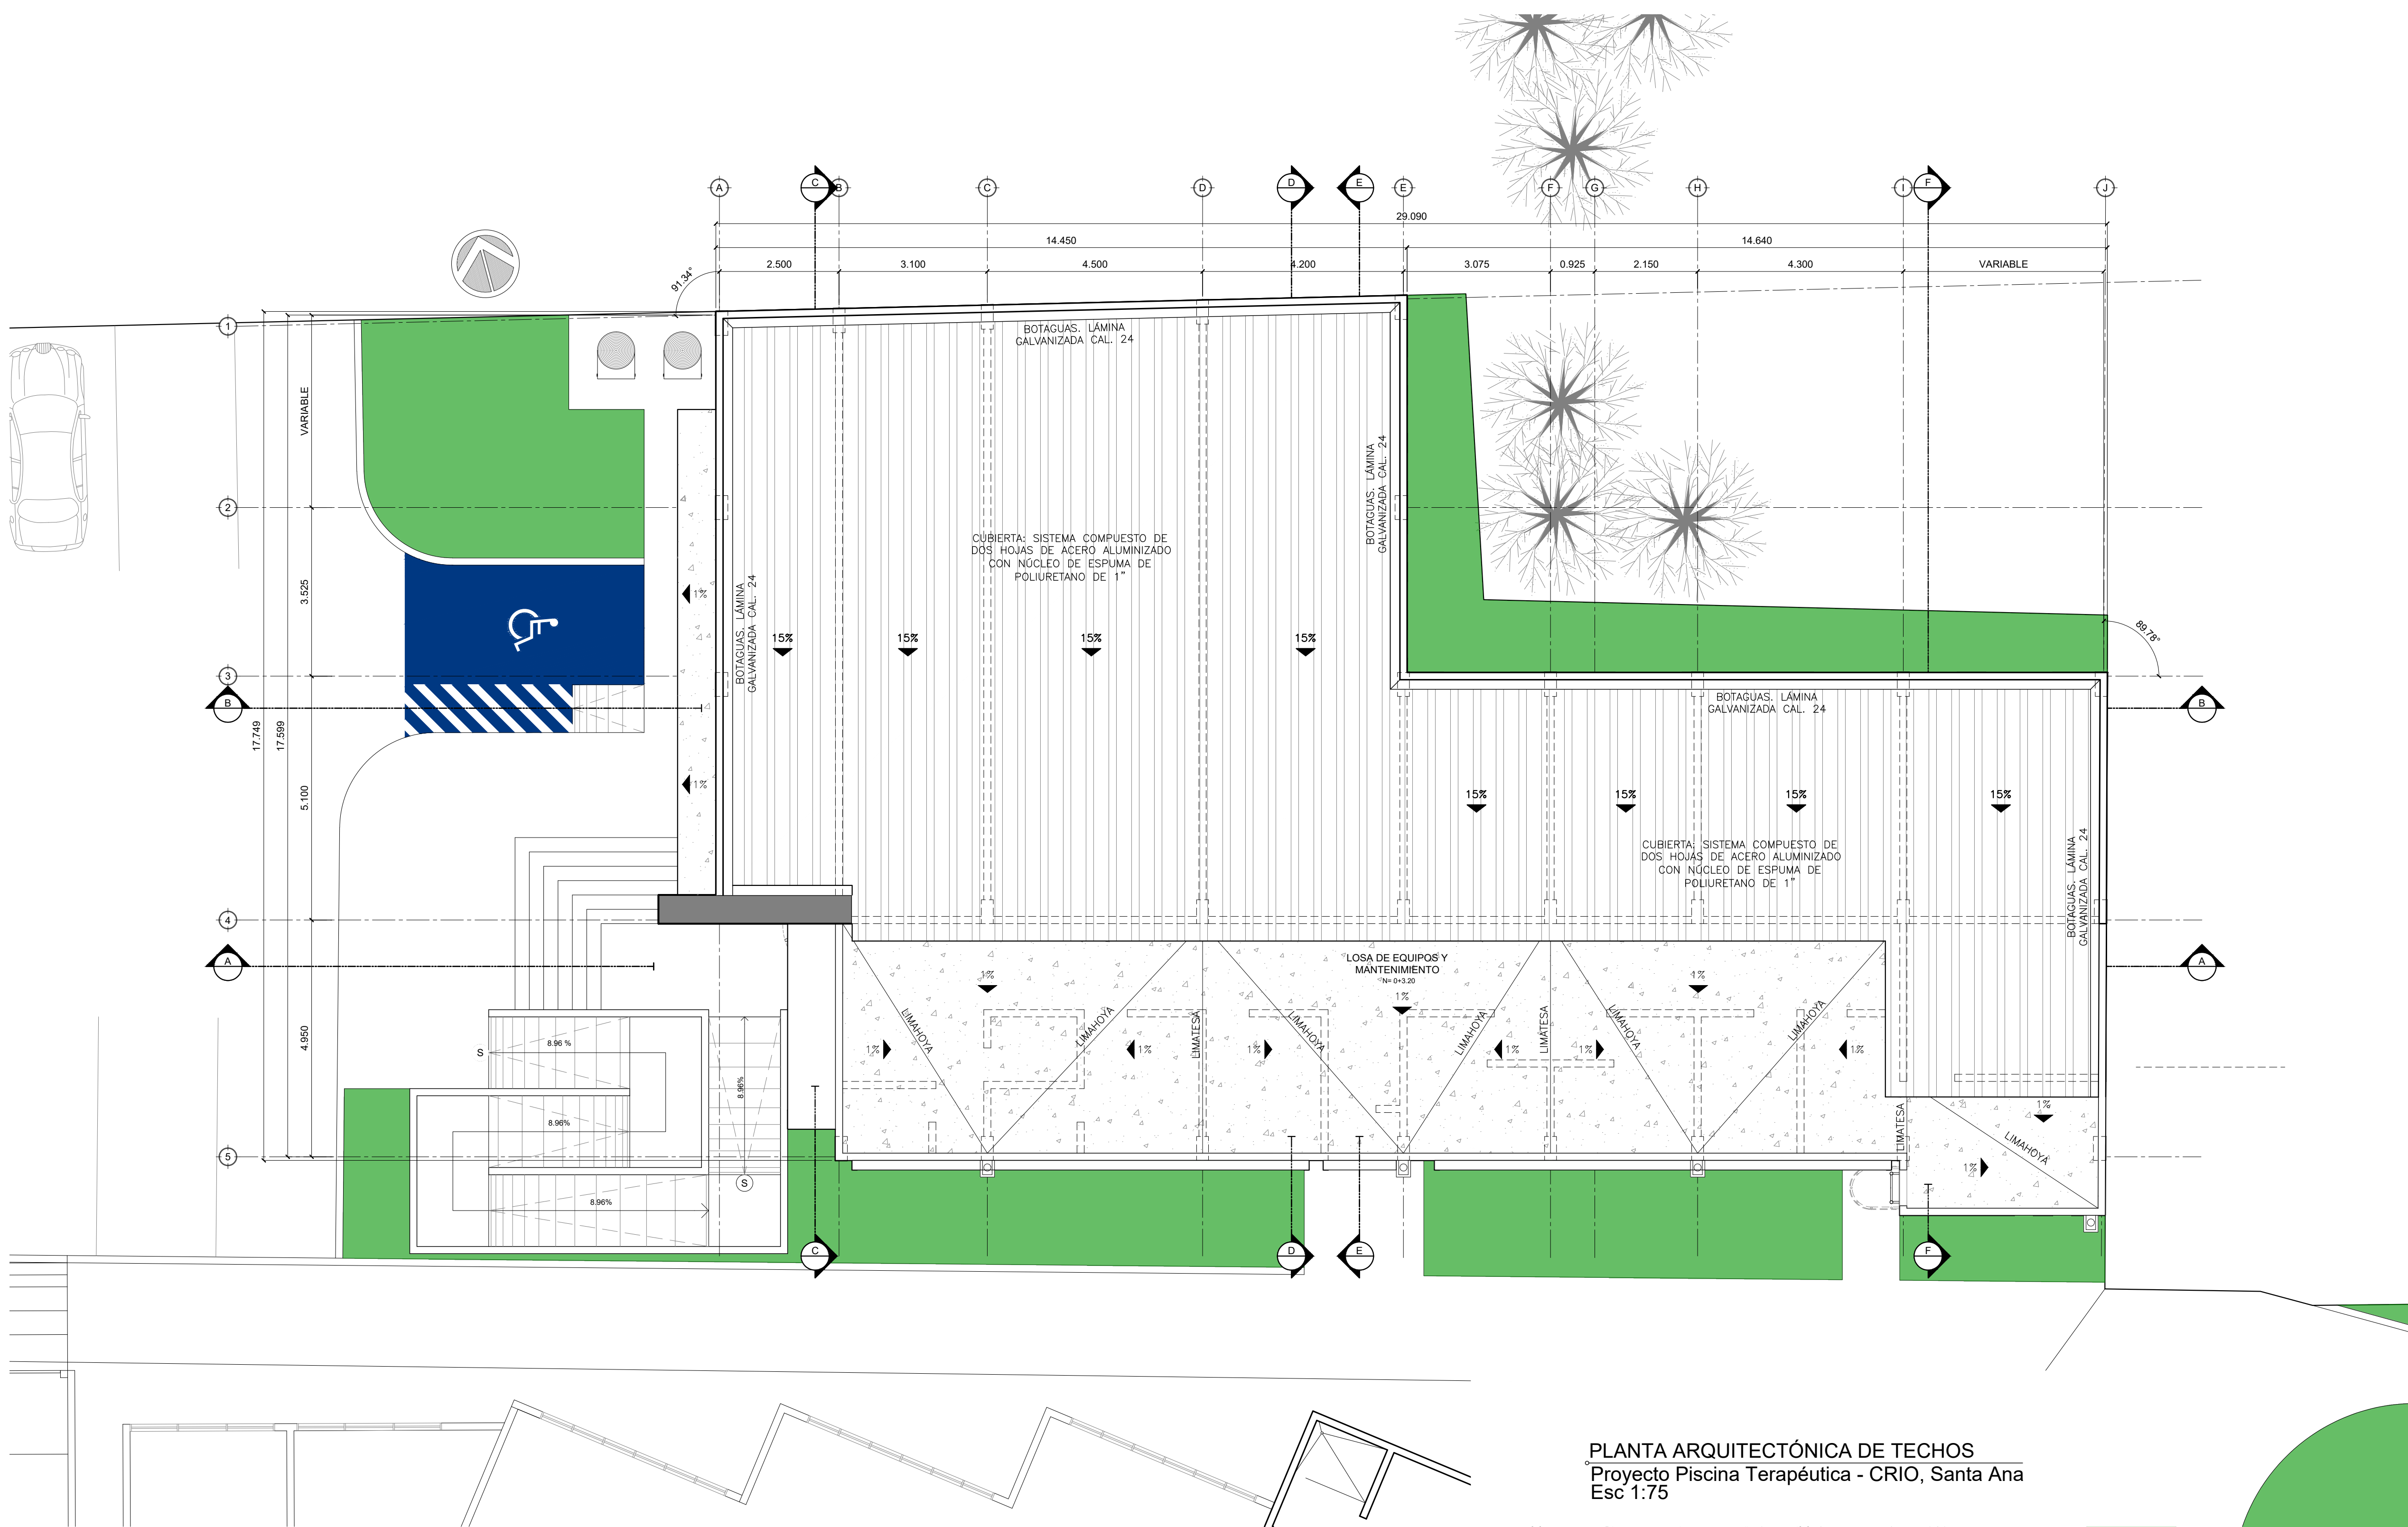 A
C
B
C
D
D
E
E
F
G
H
I
F
J
29.090
14.450
14.640
2.500
3.100
4.500
4.200
3.075
0.925
2.150
4.300
VARIABLE
91.34°
1
BOTAGUAS. LÁMINA
GALVANIZADA CAL. 24
VARIABLE
BOTAGUAS. LÁMINA
GALVANIZADA CAL. 24
2
CUBIERTA: SISTEMA COMPUESTO DE
DOS HOJAS DE ACERO ALUMINIZADO
CON NÚCLEO DE ESPUMA DE
POLIURETANO DE 1"
3.525
1%
BOTAGUAS. LÁMINA
GALVANIZADA CAL. 24
15%
15%
15%
15%
89.78°
3
B
B
BOTAGUAS. LÁMINA
GALVANIZADA CAL. 24
17.749
17.599
5.100
1%
15%
15%
15%
15%
CUBIERTA: SISTEMA COMPUESTO DE
DOS HOJAS DE ACERO ALUMINIZADO
CON NÚCLEO DE ESPUMA DE
POLIURETANO DE 1"
BOTAGUAS. LÁMINA
GALVANIZADA CAL. 24
4
A
A
LOSA DE EQUIPOS Y
MANTENIMIENTO
N= 0+3.20
1%
1%
1%
4.950
LIMAHOYA
LIMAHOYA
LIMATESA
LIMAHOYA
LIMAHOYA
LIMATESA
LIMAHOYA
LIMAHOYA
1%
1%
1%
1%
1%
1%
S
8.96 %
8.96%
8.96%
8.96%
S
LIMATESA
1%
LIMAHOYA
1%
5
C
D
E
F
PLANTA ARQUITECTÓNICA DE TECHOS
Proyecto Piscina Terapéutica - CRIO, Santa Ana
Esc 1:75